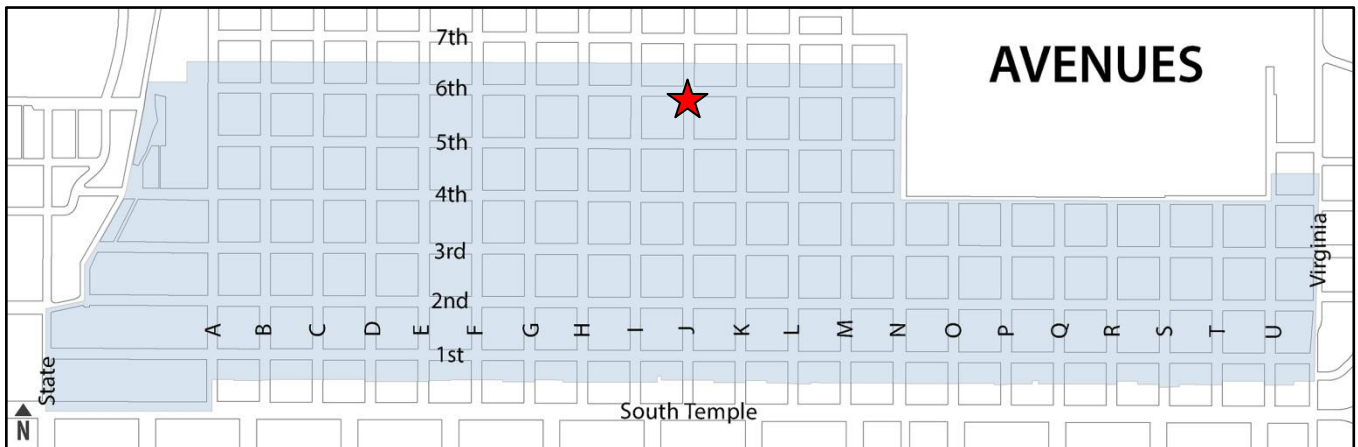 7th
AVENUES
6th
5th
4th
3rd
Virginia
2nd
A B C D E F G H I J K L M N O P Q R S T U
1st
State
South Temple
N